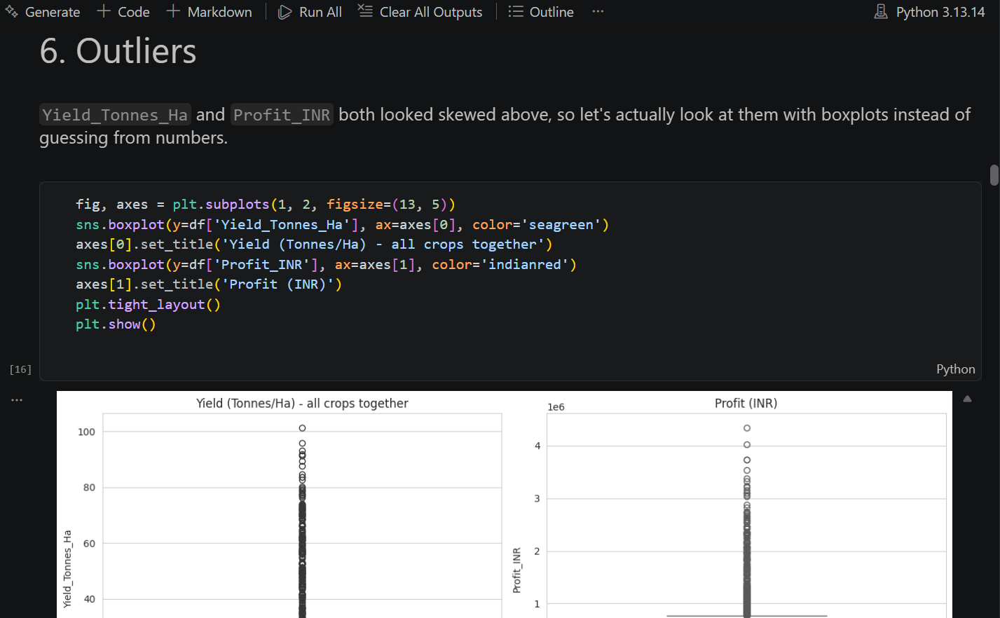 Generate + Code + Markdown Run All Clear All Outputs Outline ... Python 3.13.14
6. Outliers
Yield_Tonnes_Ha and Profit_INR both looked skewed above, so let's actually look at them with boxplots instead of
guessing from numbers.
fig, axes = plt.subplots(1, 2, figsize=(13, 5))
sns.boxplot(y=df['Yield_Tonnes_Ha'], ax=axes[0], color='seagreen')
axes[0].set_title('Yield (Tonnes/Ha) - all crops together')
sns.boxplot(y=df['Profit_INR'], ax=axes[1], color='indianred')
axes[1].set_title('Profit (INR)')
plt.tight_layout()
plt.show()
[16]
Python
...
Yield (Tonnes/Ha) - all crops together
100
80
60
40
Yield_Tonnes_Ha
Profit (INR)
1e6
4
3
2
1
Profit_INR